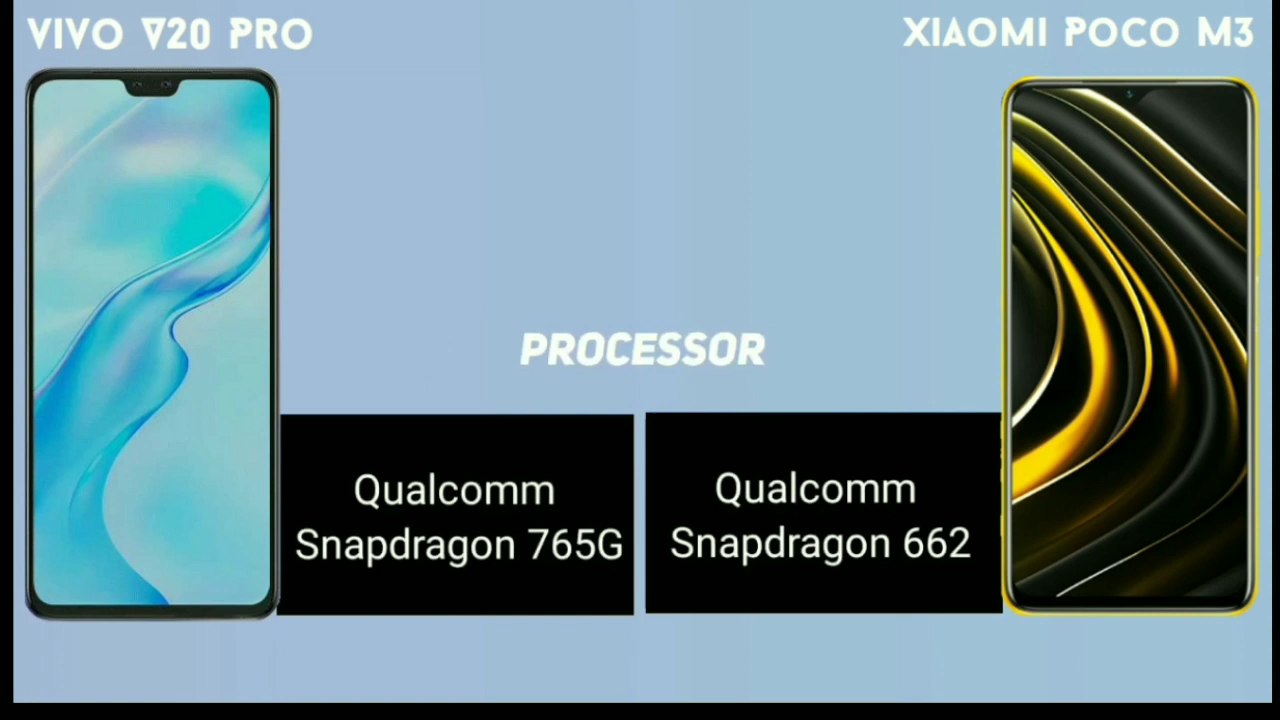 VIVO V20 PRO
XIAOMI POCO M3
PROCESSOR
Qualcomm
Snapdragon 765G
Qualcomm
Snapdragon 662